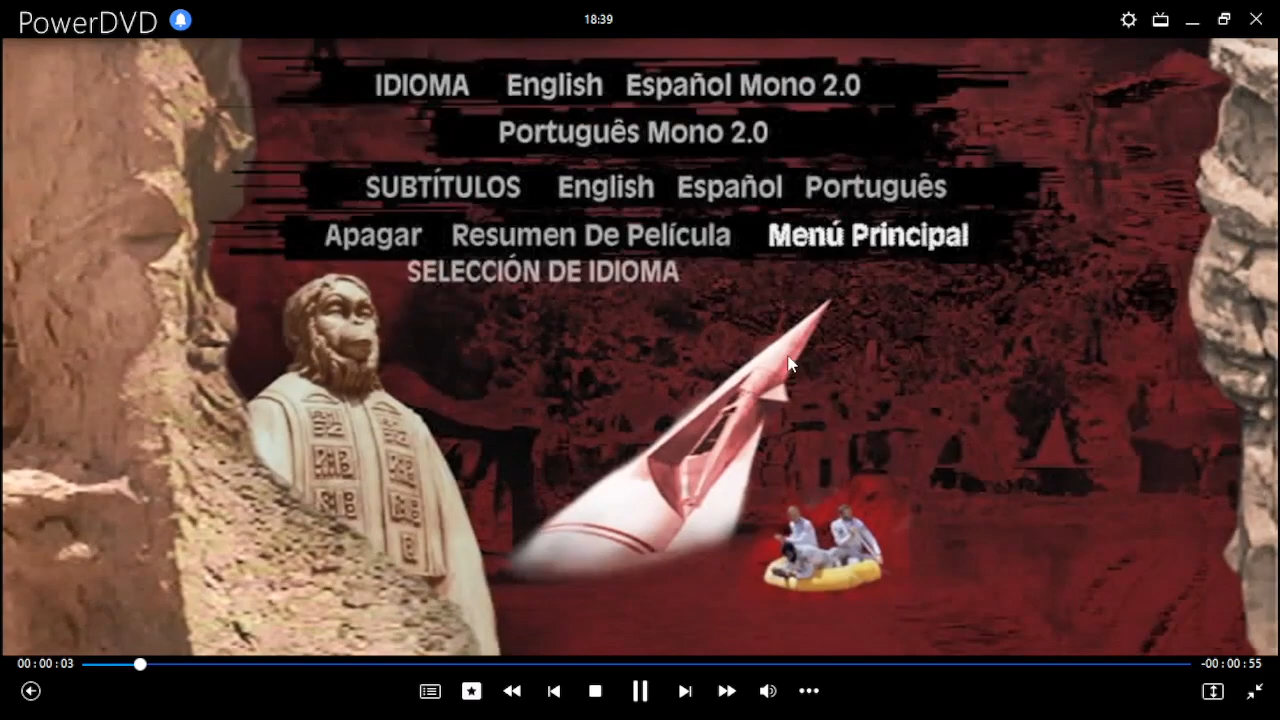 PowerDVD
18:39
IDIOMA English Español Mono 2.0
Português Mono 2.0
SUBTÍTULOS English Español Português
Apagar Resumen De Película Menú Principal
SELECCIÓN DE IDIOMA
00:00:03
-00:00:55